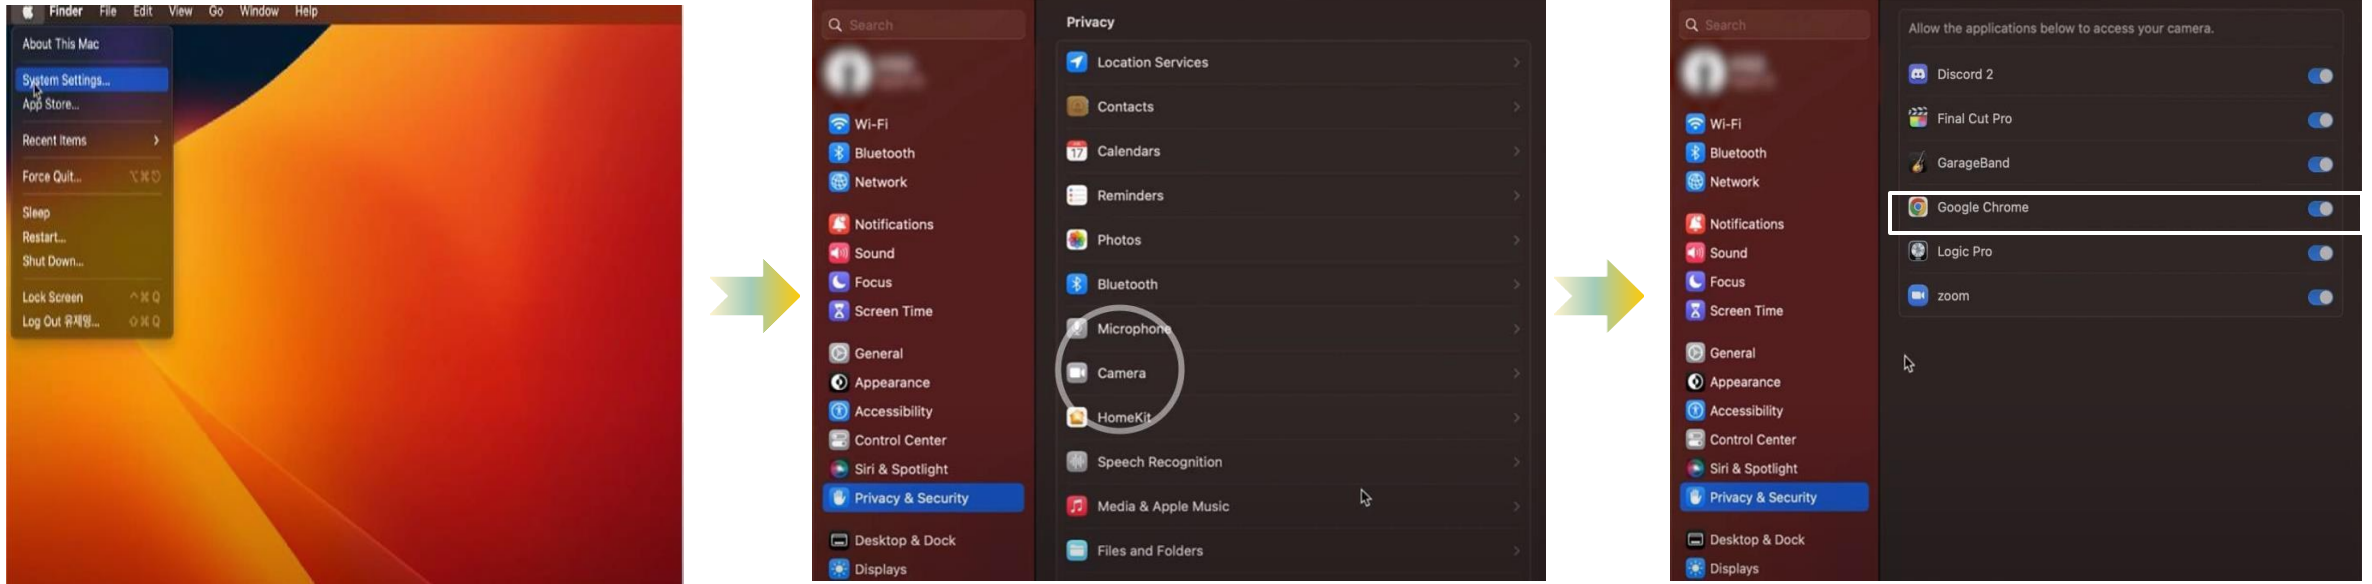 Finder File Edit View Go Window Help
About This Mac
System Settings...
App Store...
Recent Items
Force Quit...
Sleep
Restart...
Shut Down...
Lock Screen ^⌘Q
Log Out 유제영... ⇧⌘Q
Search
Wi-Fi
Bluetooth
Network
Notifications
Sound
Focus
Screen Time
General
Appearance
Accessibility
Control Center
Siri & Spotlight
Privacy & Security
Desktop & Dock
Displays
Privacy
Location Services
Contacts
17
Calendars
Reminders
Photos
Bluetooth
Microphone
Camera
HomeKit
Speech Recognition
Media & Apple Music
Files and Folders
Search
Wi-Fi
Bluetooth
Network
Notifications
Sound
Focus
Screen Time
General
Appearance
Accessibility
Control Center
Siri & Spotlight
Privacy & Security
Desktop & Dock
Displays
Allow the applications below to access your camera.
Discord 2
Final Cut Pro
GarageBand
Google Chrome
Logic Pro
zoom